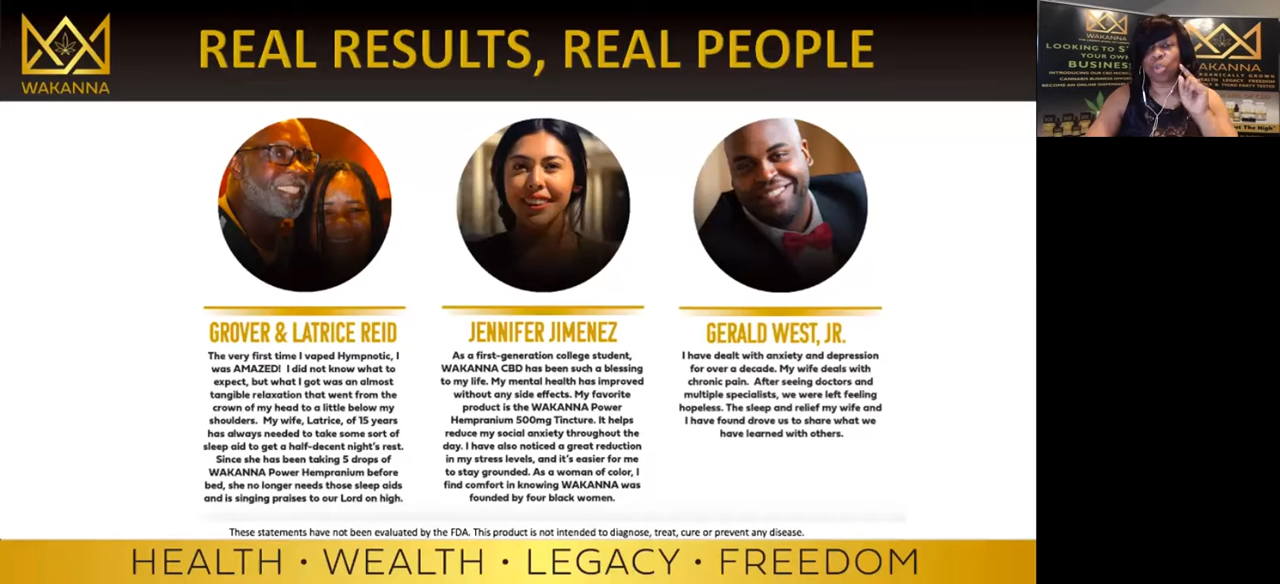 WAKANNA
REAL RESULTS, REAL PEOPLE
GROVER & LATRICE REID
The very first time I vaped Hympnotic, I
was AMAZED! I did not know what to
expect, but what I got was an almost
tangible relaxation that went from the
crown of my head to a little below my
shoulders. My wife, Latrice, of 15 years
has always needed to take some sort of
sleep aid to get a half-decent night's rest.
Since she has been taking 5 drops of
WAKANNA Power Hempranium before
bed, she no longer needs those sleep aids
and is singing praises to our Lord on high.
JENNIFER JIMENEZ
As a first-generation college student,
WAKANNA CBD has been such a blessing
to my life. My mental health has improved
without any side effects. My favorite
product is the WAKANNA Power
Hempranium 500mg Tincture. It helps
reduce my social anxiety throughout the
day. I have also noticed a great reduction
in my stress levels, and it's easier for me
to stay grounded. As a woman of color, I
find comfort in knowing WAKANNA was
founded by four black women.
GERALD WEST, JR.
I have dealt with anxiety and depression
for over a decade. My wife deals with
chronic pain. After seeing doctors and
multiple specialists, we were left feeling
hopeless. The sleep and relief my wife and
I have found drove us to share what we
have learned with others.
These statements have not been evaluated by the FDA. This product is not intended to diagnose, treat, cure or prevent any disease.
HEALTH • WEALTH • LEGACY • FREEDOM
WAKANNA
LOOKING TO
YOUR OWN
BUSINESS
WAKANNA